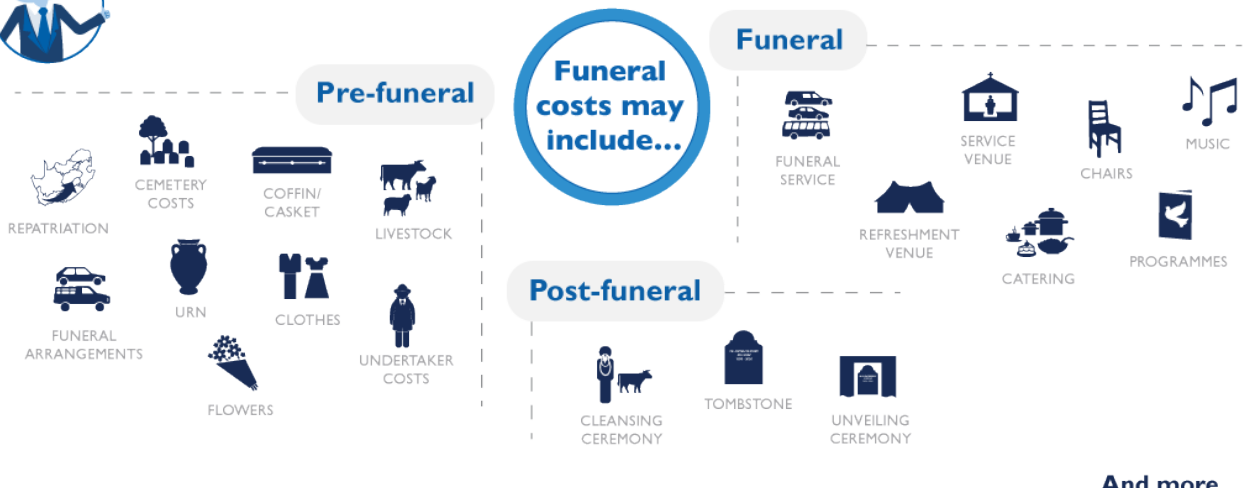 Funeral
costs may
include...
Pre-funeral
REPATRIATION
CEMETERY
COSTS
COFFIN/
CASKET
LIVESTOCK
FUNERAL
ARRANGEMENTS
URN
CLOTHES
UNDERTAKER
COSTS
FLOWERS
Funeral
FUNERAL
SERVICE
SERVICE
VENUE
CHAIRS
MUSIC
REFRESHMENT
VENUE
CATERING
PROGRAMMES
Post-funeral
CLEANSING
CEREMONY
TOMBSTONE
UNVEILING
CEREMONY
And more